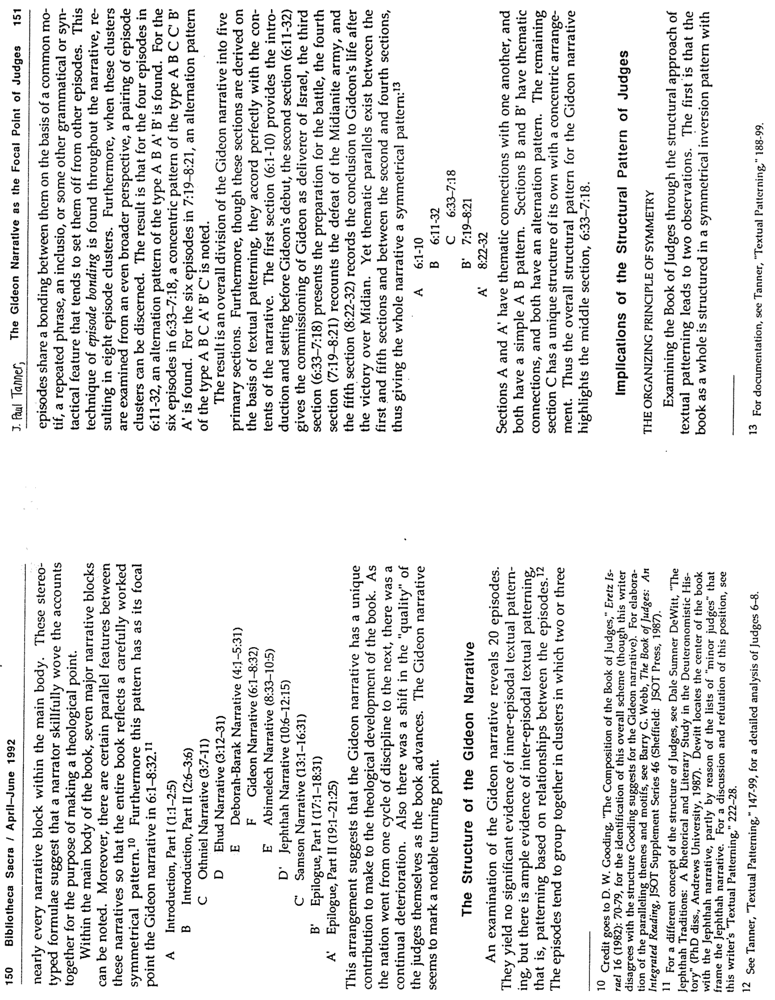 150 Bibliotheca Sacra / April–June 1992
nearly every narrative block within the main body. These stereo-
typed formulae suggest that a narrator skillfully wove the accounts
together for the purpose of making a theological point.
Within the main body of the book, seven major narrative blocks
can be noted. Moreover, there are certain parallel features between
these narratives so that the entire book reflects a carefully worked
symmetrical pattern.10 Furthermore this pattern has as its focal
point the Gideon narrative in 6:1–8:32.11
A Introduction, Part I (1:1–2:5)
B Introduction, Part II (2:6–3:6)
C Othniel Narrative (3:7-11)
D Ehud Narrative (3:12–31)
E Deborah-Barak Narrative (4:1–5:31)
F Gideon Narrative (6:1–8:32)
E Abimelech Narrative (8:33–10:5)
D' Jephthah Narrative (10:6–12:15)
C' Samson Narrative (13:1–16:31)
B' Epilogue, Part I (17:1–18:31)
A' Epilogue, Part II (19:1–21:25)
This arrangement suggests that the Gideon narrative has a unique
contribution to make to the theological development of the book. As
the nation went from one cycle of discipline to the next, there was a
continual deterioration. Also there was a shift in the "quality" of
the judges themselves as the book advances. The Gideon narrative
seems to mark a notable turning point.
The Structure of the Gideon Narrative
An examination of the Gideon narrative reveals 20 episodes.
They yield no significant evidence of inner-episodal textual pattern-
ing, but there is ample evidence of inter-episodal textual patterning,
that is, patterning based on relationships between the episodes.12
The episodes tend to group together in clusters in which two or three
10 Credit goes to D. W. Gooding, "The Composition of the Book of Judges," Eretz Is-
rael 16 (1982): 70-79, for the identification of this overall scheme (though this writer
disagrees with the structure Gooding suggests for the Gideon narrative). For elabora-
tion of the paralleling themes and motifs, see Barry G. Webb, The Book of Judges: An
Integrated Reading, JSOT Supplement Series 46 (Sheffield: JSOT Press, 1987).
11 For a different concept of the structure of Judges, see Dale Sumner DeWitt, "The
Jephthah Traditions: A Rhetorical and Literary Study in the Deuteronomistic His-
tory" (PhD diss., Andrews University, 1987). Dewitt locates the center of the book
with the Jephthah narrative, partly by reason of the lists of "minor judges" that
frame the Jephthah narrative. For a discussion and refutation of this position, see
this writer's "Textual Patterning," 222–28.
12 See Tanner, "Textual Patterning," 147-99, for a detailed analysis of Judges 6–8.
J. Paul Tanner, The Gideon Narrative as the Focal Point of Judges 151
episodes share a bonding between them on the basis of a common mo-
tif, a repeated phrase, an inclusio, or some other grammatical or syn-
tactical feature that tends to set them off from other episodes. This
technique of episode bonding is found throughout the narrative, re-
sulting in eight episode clusters. Furthermore, when these clusters
are examined from an even broader perspective, a pairing of episode
clusters can be discerned. The result is that for the four episodes in
6:11-32, an alternation pattern of the type A B A' B' is found. For the
six episodes in 6:33–7:18, a concentric pattern of the type A B C C' B'
A' is found. For the six episodes in 7:19–8:21, an alternation pattern
of the type A B C A' B' C' is noted.
The result is an overall division of the Gideon narrative into five
primary sections. Furthermore, though these sections are derived on
the basis of textual patterning, they accord perfectly with the con-
tents of the narrative. The first section (6:1-10) provides the intro-
duction and setting before Gideon's debut, the second section (6:11-32)
gives the commissioning of Gideon as deliverer of Israel, the third
section (6:33–7:18) presents the preparation for the battle, the fourth
section (7:19–8:21) recounts the defeat of the Midianite army, and
the fifth section (8:22-32) records the conclusion to Gideon's life after
the victory over Midian. Yet thematic parallels exist between the
first and fifth sections and between the second and fourth sections,
thus giving the whole narrative a symmetrical pattern:13
A 6:1-10
B 6:11-32
C 6:33–7:18
B' 7:19–8:21
A' 8:22-32
Sections A and A' have thematic connections with one another, and
both have a simple A B pattern. Sections B and B' have thematic
connections, and both have an alternation pattern. The remaining
section C has a unique structure of its own with a concentric arrange-
ment. Thus the overall structural pattern for the Gideon narrative
highlights the middle section, 6:33–7:18.
Implications of the Structural Pattern of Judges
THE ORGANIZING PRINCIPLE OF SYMMETRY
Examining the Book of Judges through the structural approach of
textual patterning leads to two observations. The first is that the
book as a whole is structured in a symmetrical inversion pattern with
13 For documentation, see Tanner, "Textual Patterning," 188-99.